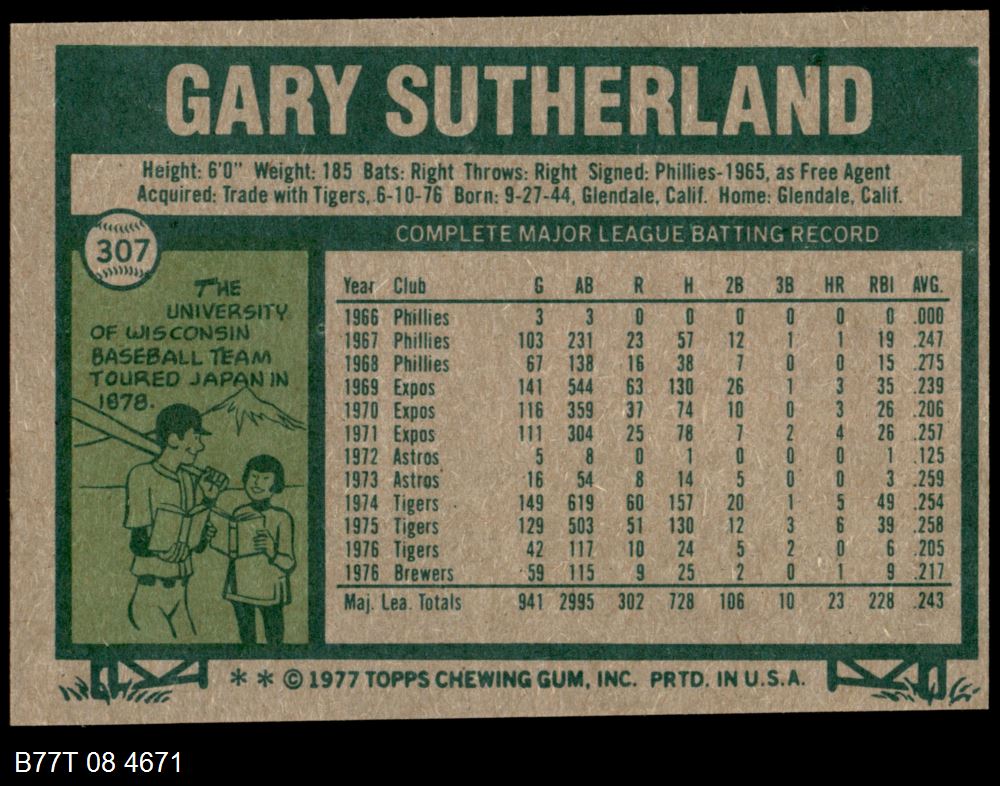 GARY SUTHERLAND
Height: 6'0" Weight: 185 Bats: Right Throws: Right Signed: Phillies-1965, as Free Agent
Acquired: Trade with Tigers, 6-10-76 Born: 9-27-44, Glendale, Calif. Home: Glendale, Calif.
307
THE
UNIVERSITY
OF WISCONSIN
BASEBALL TEAM
TOURED JAPAN IN
1878.
COMPLETE MAJOR LEAGUE BATTING RECORD
Year Club G AB R H 2B 3B HR RBI AVG.
1966 Phillies 3 3 0 0 0 0 0 0 .000
1967 Phillies 103 231 23 57 12 1 1 19 .247
1968 Phillies 67 138 16 38 7 0 0 15 .275
1969 Expos 141 544 63 130 26 1 3 35 .239
1970 Expos 116 359 37 74 10 0 3 26 .206
1971 Expos 111 304 25 78 7 2 4 26 .257
1972 Astros 5 8 0 1 0 0 0 1 .125
1973 Astros 16 54 8 14 5 0 0 3 .259
1974 Tigers 149 619 60 157 20 1 5 49 .254
1975 Tigers 129 503 51 130 12 3 6 39 .258
1976 Tigers 42 117 10 24 5 2 0 6 .205
1976 Brewers 59 115 9 25 2 0 1 9 .217
Maj. Lea. Totals 941 2995 302 728 106 10 23 228 .243
* * © 1977 TOPPS CHEWING GUM, INC. PRTD. IN U.S.A.
B77T 08 4671